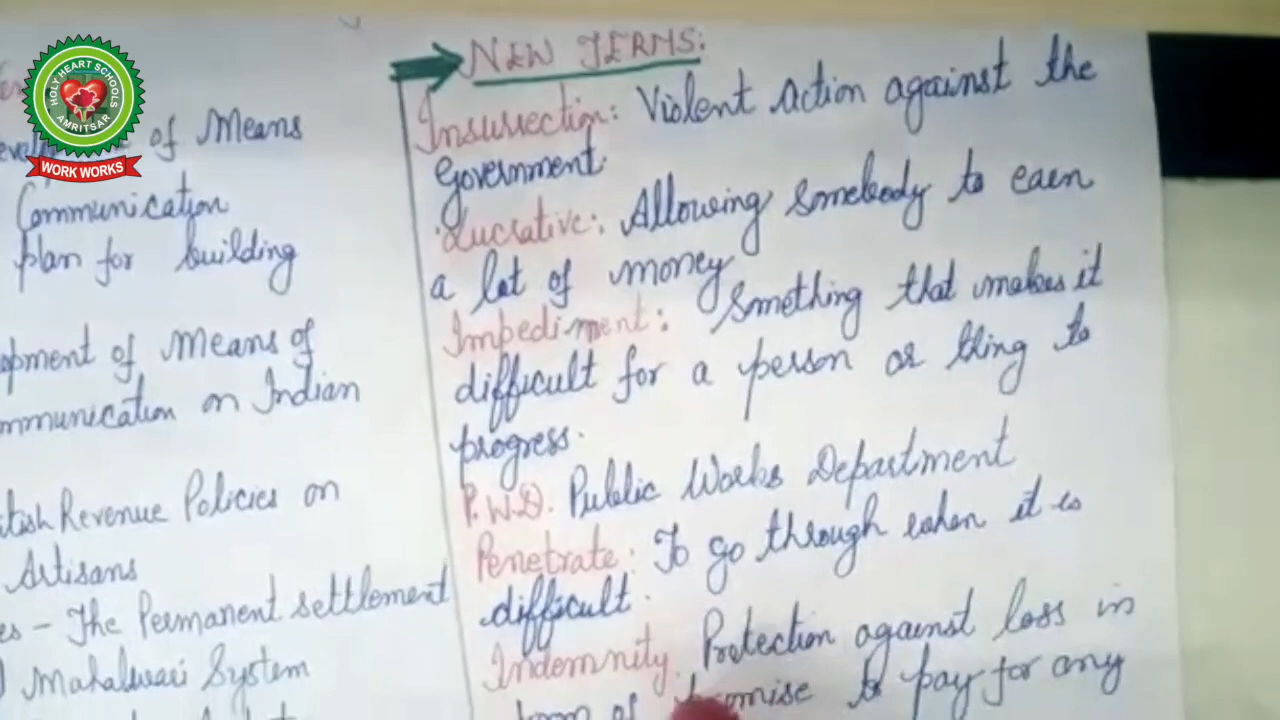 HOLY HEART SCHOOLS
AMRITSAR
WORK WORKS
of Means
Communication
plan for building
opment of Means of
mmunication on Indian
itish Revenue Policies on
Artisans
es - The Permanent settlement
Mahalwari System
NEW TERMS:
Insurrection: Violent Action against the
Government
Lucrative: Allowing Somebody to earn
a lot of money
Impediment: Something that makes it
difficult for a person or thing to
progress.
P.W.D. Public Works Department
Penetrate: To go through when it is
difficult.
Indemnity. Protection against loss in
form of promise to pay for any